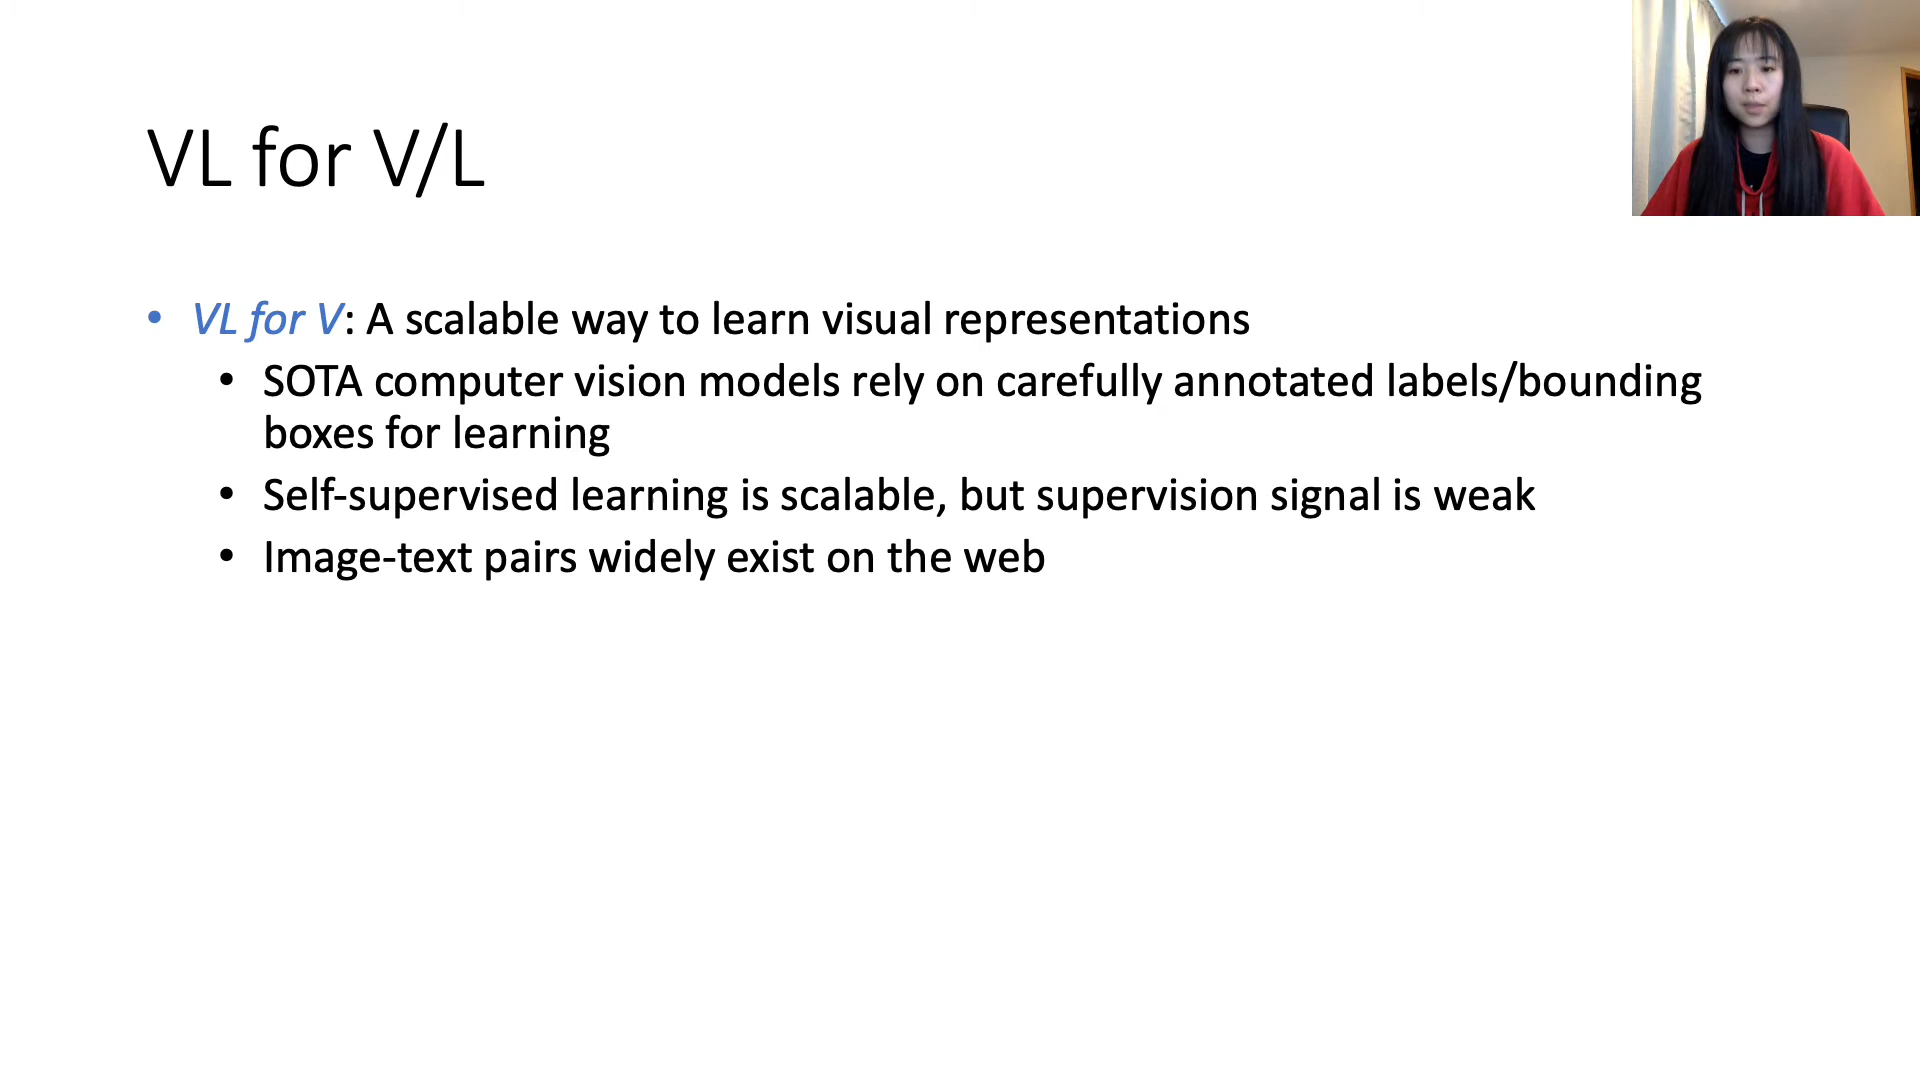 VL for V/L
• VL for V: A scalable way to learn visual representations
• SOTA computer vision models rely on carefully annotated labels/bounding
boxes for learning
• Self-supervised learning is scalable, but supervision signal is weak
• Image-text pairs widely exist on the web